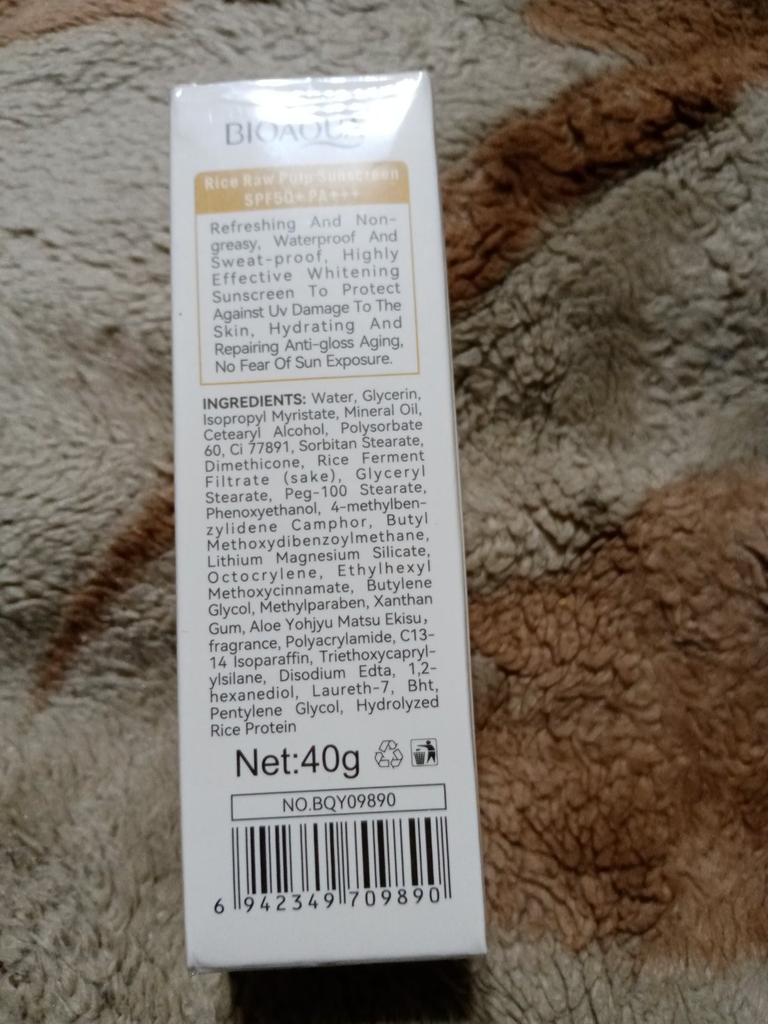 BIOAQUA
Rice Raw Pulp Sunscreen
SPF50+ PA+++
Refreshing And Non-
greasy, Waterproof And
Sweat-proof, Highly
Effective Whitening
Sunscreen To Protect
Against Uv Damage To The
Skin, Hydrating And
Repairing Anti-gloss Aging,
No Fear Of Sun Exposure.
INGREDIENTS: Water, Glycerin,
Isopropyl Myristate, Mineral Oil,
Cetearyl Alcohol, Polysorbate
60, Ci 77891, Sorbitan Stearate,
Dimethicone, Rice Ferment
Filtrate (sake), Glyceryl
Stearate, Peg-100 Stearate,
Phenoxyethanol, 4-methylben-
zylidene Camphor, Butyl
Methoxydibenzoylmethane,
Lithium Magnesium Silicate,
Octocrylene, Ethylhexyl
Methoxycinnamate, Butylene
Glycol, Methylparaben, Xanthan
Gum, Aloe Yohjyu Matsu Ekisu,
fragrance, Polyacrylamide, C13-
14 Isoparaffin, Triethoxycapryl-
ylsilane, Disodium Edta, 1,2-
hexanediol, Laureth-7, Bht,
Pentylene Glycol, Hydrolyzed
Rice Protein
Net:40g
NO.BQY09890
6 942349 709890